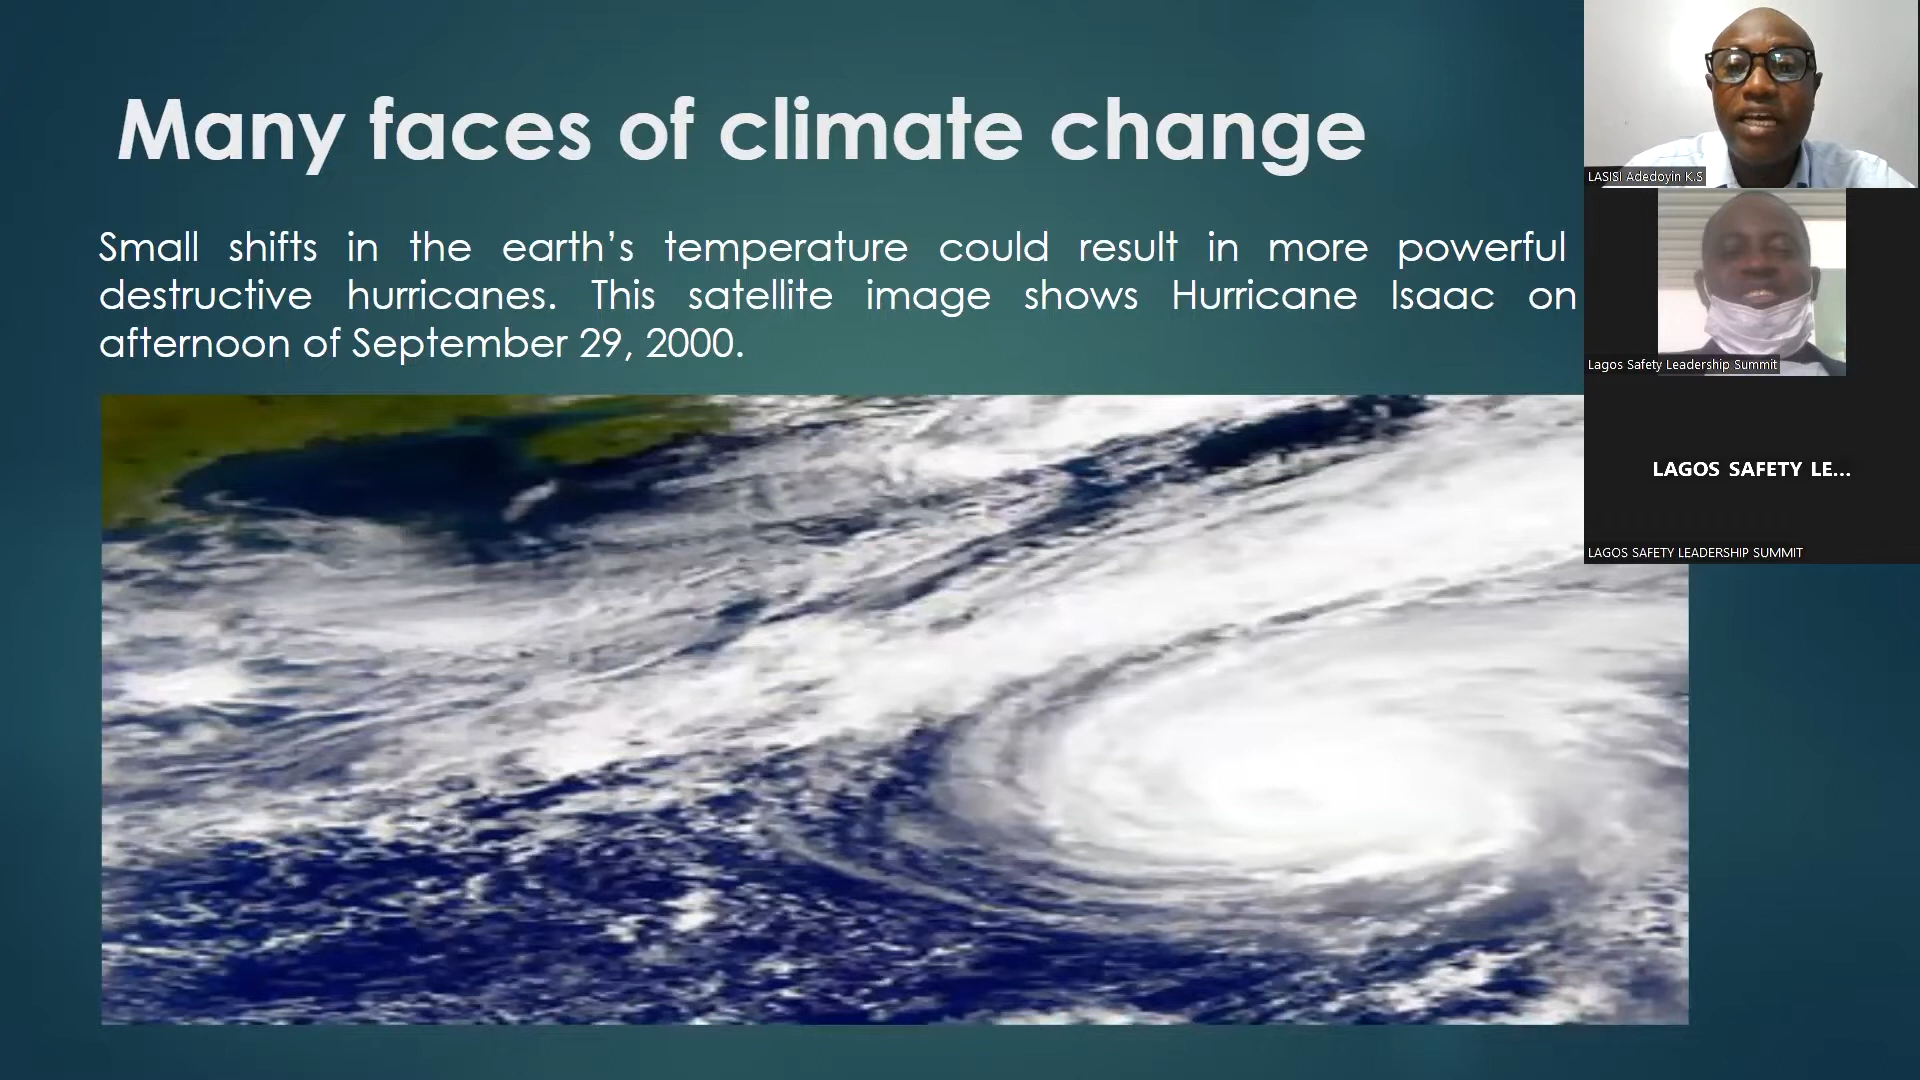 Many faces of climate change
Small shifts in the earth’s temperature could result in more powerful
destructive hurricanes. This satellite image shows Hurricane Isaac on
afternoon of September 29, 2000.
LASISI Adedoyin K.S
Lagos Safety Leadership Summit
LAGOS SAFETY LE...
LAGOS SAFETY LEADERSHIP SUMMIT